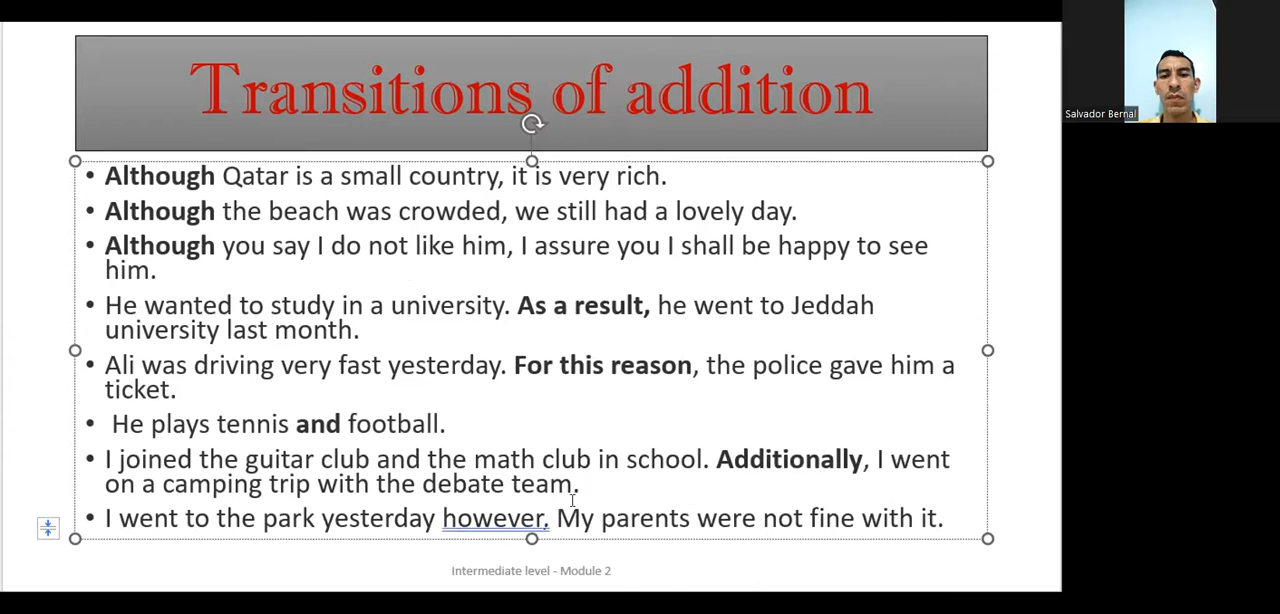 Transitions of addition
Salvador Bernal
• Although Qatar is a small country, it is very rich.
• Although the beach was crowded, we still had a lovely day.
• Although you say I do not like him, I assure you I shall be happy to see
him.
• He wanted to study in a university. As a result, he went to Jeddah
university last month.
• Ali was driving very fast yesterday. For this reason, the police gave him a
ticket.
• He plays tennis and football.
• I joined the guitar club and the math club in school. Additionally, I went
on a camping trip with the debate team.
• I went to the park yesterday however, My parents were not fine with it.
Intermediate level - Module 2